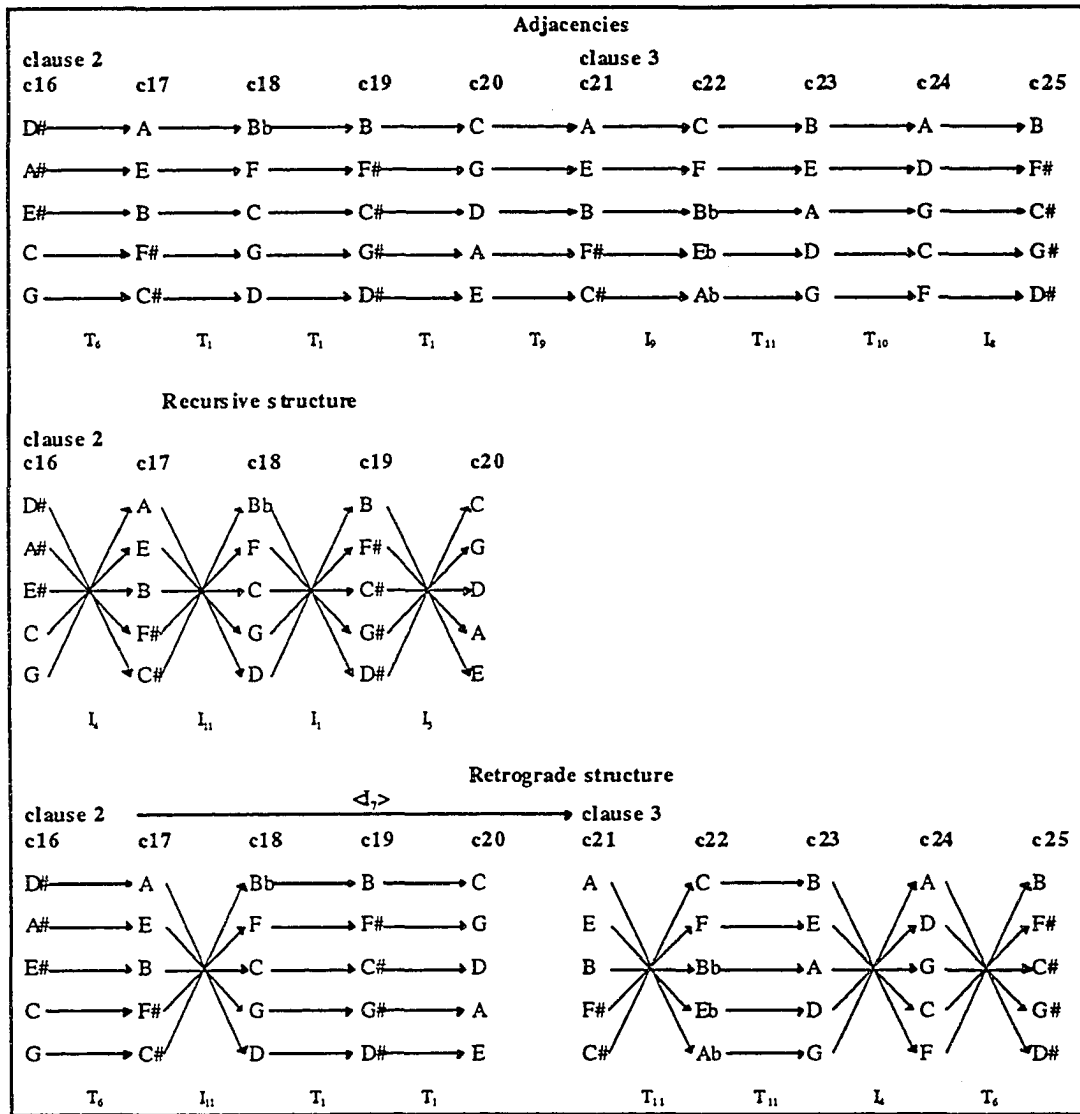 Adjacencies
clause 2 clause 3
c16 c17 c18 c19 c20 c21 c22 c23 c24 c25
D# A Bb B C A C B A B
A# E F F# G E F E D F#
E# B C C# D B Bb A G C#
C F# G G# A F# Eb D C G#
G C# D D# E C# Ab G F D#
T₆ T₁ T₁ T₁ T₉ I₉ T₁₁ T₁₀ I₈
Recursive structure
clause 2
c16 c17 c18 c19 c20
D# A Bb B C
A# E F F# G
E# B C C# D
C F# G G# A
G C# D D# E
I₄ I₁₁ I₁
Retrograde structure
clause 2 clause 3
c16 c17 c18 c19 c20 c21 c22 c23 c24 c25
D# A Bb B C A C B A B
A# E F F# G E F E D F#
E# B C C# D B Bb A G C#
C F# G G# A F# Eb D C G#
G C# D D# E C# Ab G F D#
T₆ I₁₁ T₁ T₁ T₁₁ T₁₁ T₆